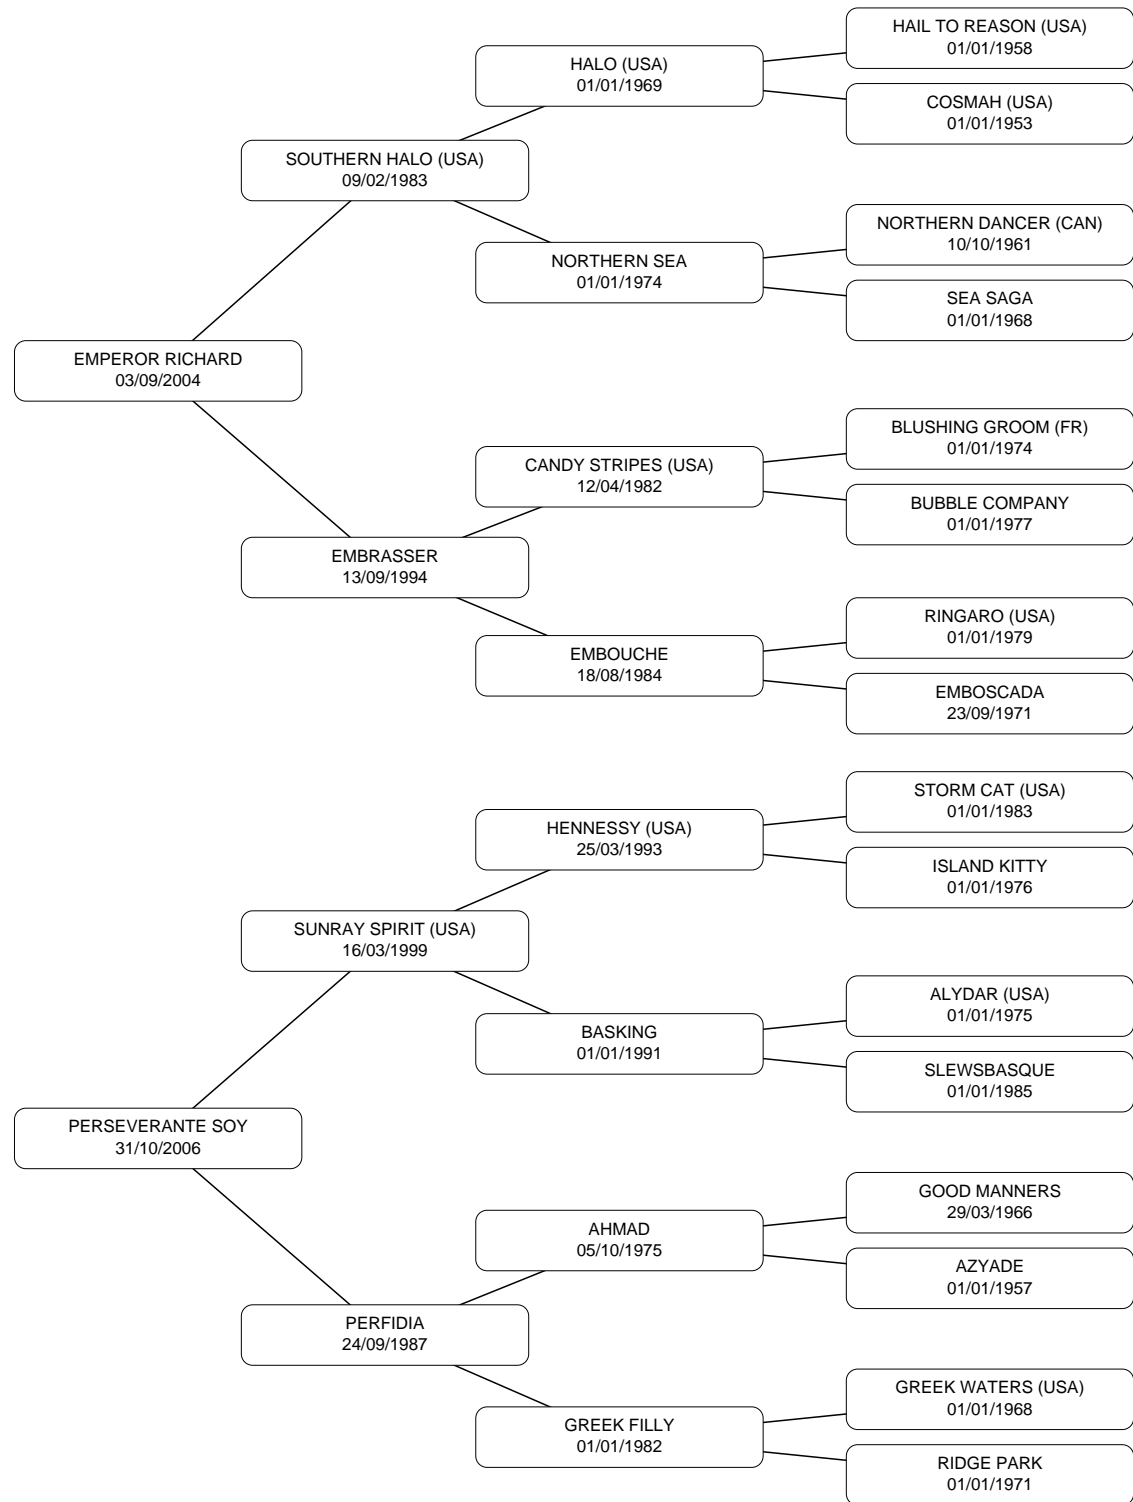 HAIL TO REASON (USA)
01/01/1958
HALO (USA)
01/01/1969
COSMAH (USA)
01/01/1953
SOUTHERN HALO (USA)
09/02/1983
NORTHERN DANCER (CAN)
10/10/1961
NORTHERN SEA
01/01/1974
SEA SAGA
01/01/1968
EMPEROR RICHARD
03/09/2004
BLUSHING GROOM (FR)
01/01/1974
CANDY STRIPES (USA)
12/04/1982
BUBBLE COMPANY
01/01/1977
EMBRASSER
13/09/1994
RINGARO (USA)
01/01/1979
EMBOUCHE
18/08/1984
EMBOSCADA
23/09/1971
STORM CAT (USA)
01/01/1983
HENNESSY (USA)
25/03/1993
ISLAND KITTY
01/01/1976
SUNRAY SPIRIT (USA)
16/03/1999
ALYDAR (USA)
01/01/1975
BASKING
01/01/1991
SLEWSBASQUE
01/01/1985
PERSEVERANTE SOY
31/10/2006
GOOD MANNERS
29/03/1966
AHMAD
05/10/1975
AZYADE
01/01/1957
PERFIDIA
24/09/1987
GREEK WATERS (USA)
01/01/1968
GREEK FILLY
01/01/1982
RIDGE PARK
01/01/1971